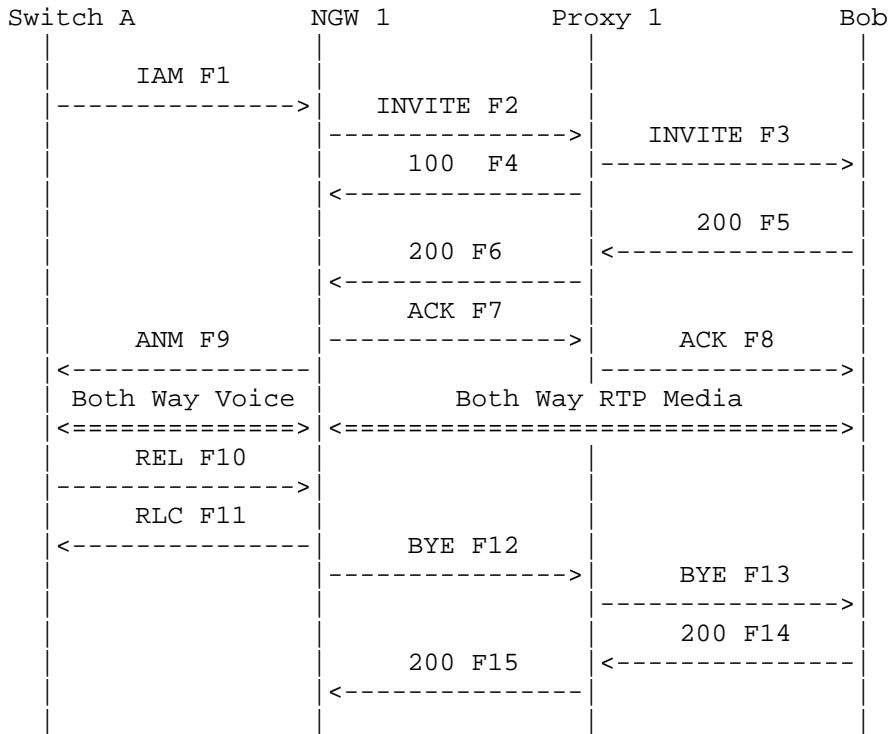 Switch A NGW 1 Proxy 1 Bob
IAM F1
INVITE F2
INVITE F3
100 F4
200 F5
200 F6
ACK F7
ANM F9 ACK F8
Both Way Voice Both Way RTP Media
REL F10
RLC F11
BYE F12
BYE F13
200 F14
200 F15